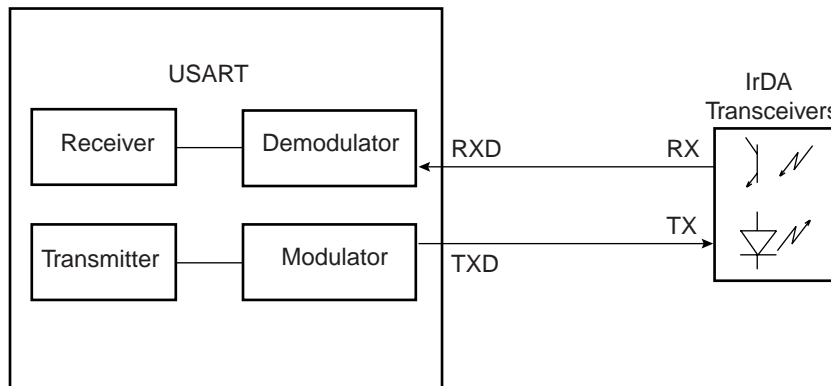 USART
IrDA
Transceivers
Receiver
Demodulator
RXD
RX
Transmitter
Modulator
TXD
TX